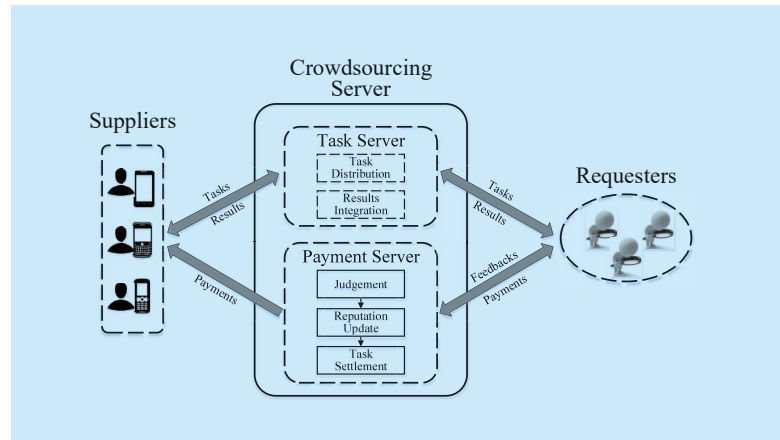 Crowdsourcing
Server
Suppliers
Task Server
Task
Distribution
Results
Integration
Tasks
Results
Tasks
Results
Requesters
Payment Server
Judgement
Reputation
Update
Task
Settlement
Payments
Feedbacks
Payments